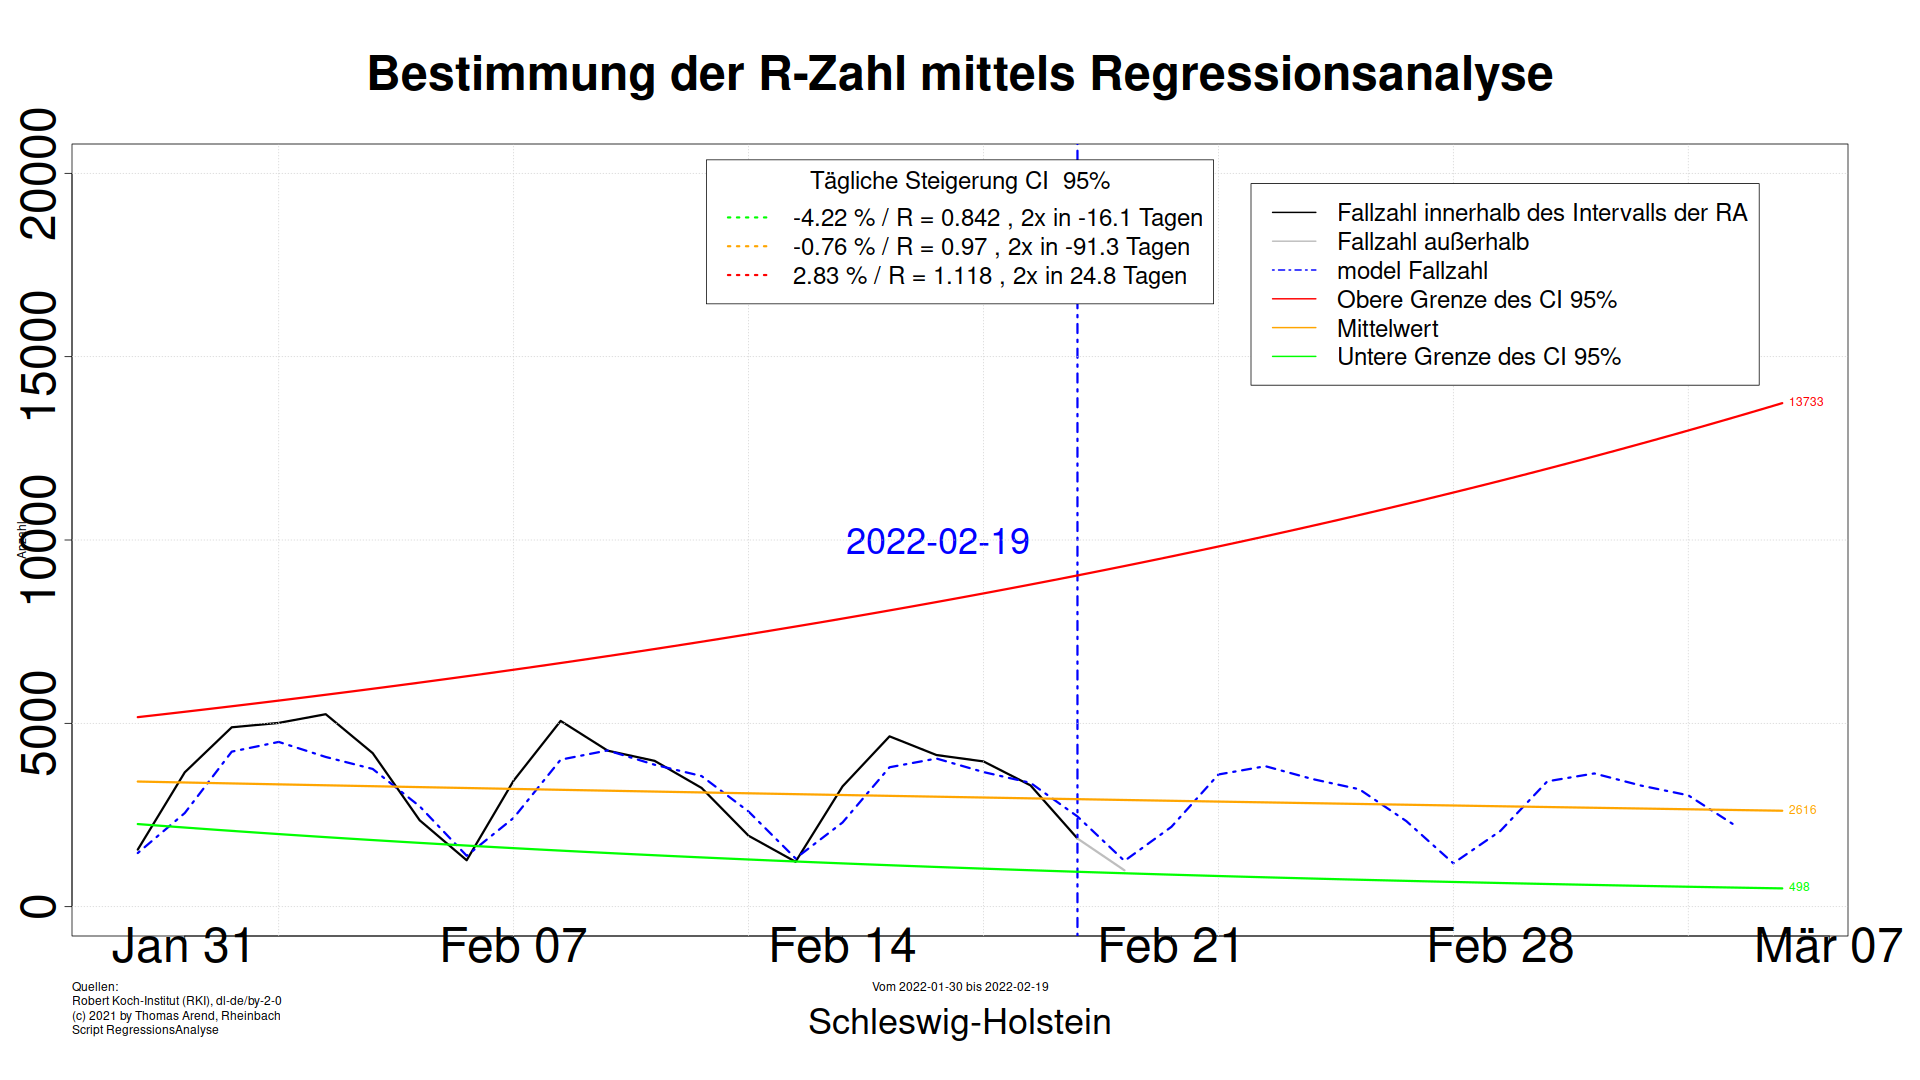 Bestimmung der R-Zahl mittels Regressionsanalyse
Tägliche Steigerung CI 95%
-4.22 % / R = 0.842 , 2x in -16.1 Tagen
-0.76 % / R = 0.97 , 2x in -91.3 Tagen
2.83 % / R = 1.118 , 2x in 24.8 Tagen
Fallzahl innerhalb des Intervalls der RA
Fallzahl außerhalb
model Fallzahl
Obere Grenze des CI 95%
Mittelwert
Untere Grenze des CI 95%
20000
15000
10000
5000
0
Anzahl
2022-02-19
13733
2616
498
Jan 31
Feb 07
Feb 14
Feb 21
Feb 28
Mär 07
Quellen:
Robert Koch-Institut (RKI), dl-de/by-2-0
(c) 2021 by Thomas Arend, Rheinbach
Script RegressionsAnalyse
Vom 2022-01-30 bis 2022-02-19
Schleswig-Holstein